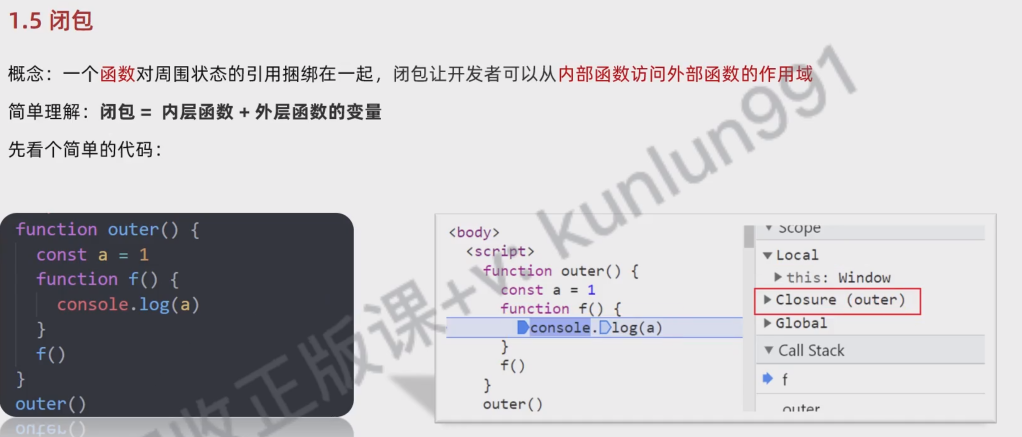 1.5 闭包
概念：一个函数对周围状态的引用捆绑在一起，闭包让开发者可以从内部函数访问外部函数的作用域
简单理解：闭包 = 内层函数 + 外层函数的变量
先看个简单的代码：
function outer() {
const a = 1
function f() {
console.log(a)
}
f()
}
outer()
<body>
<script>
function outer() {
const a = 1
function f() {
console.log(a)
}
f()
}
outer()
Scope
Local
this: Window
Closure (outer)
Global
Call Stack
f
outer
收正版课+v: kunlun991